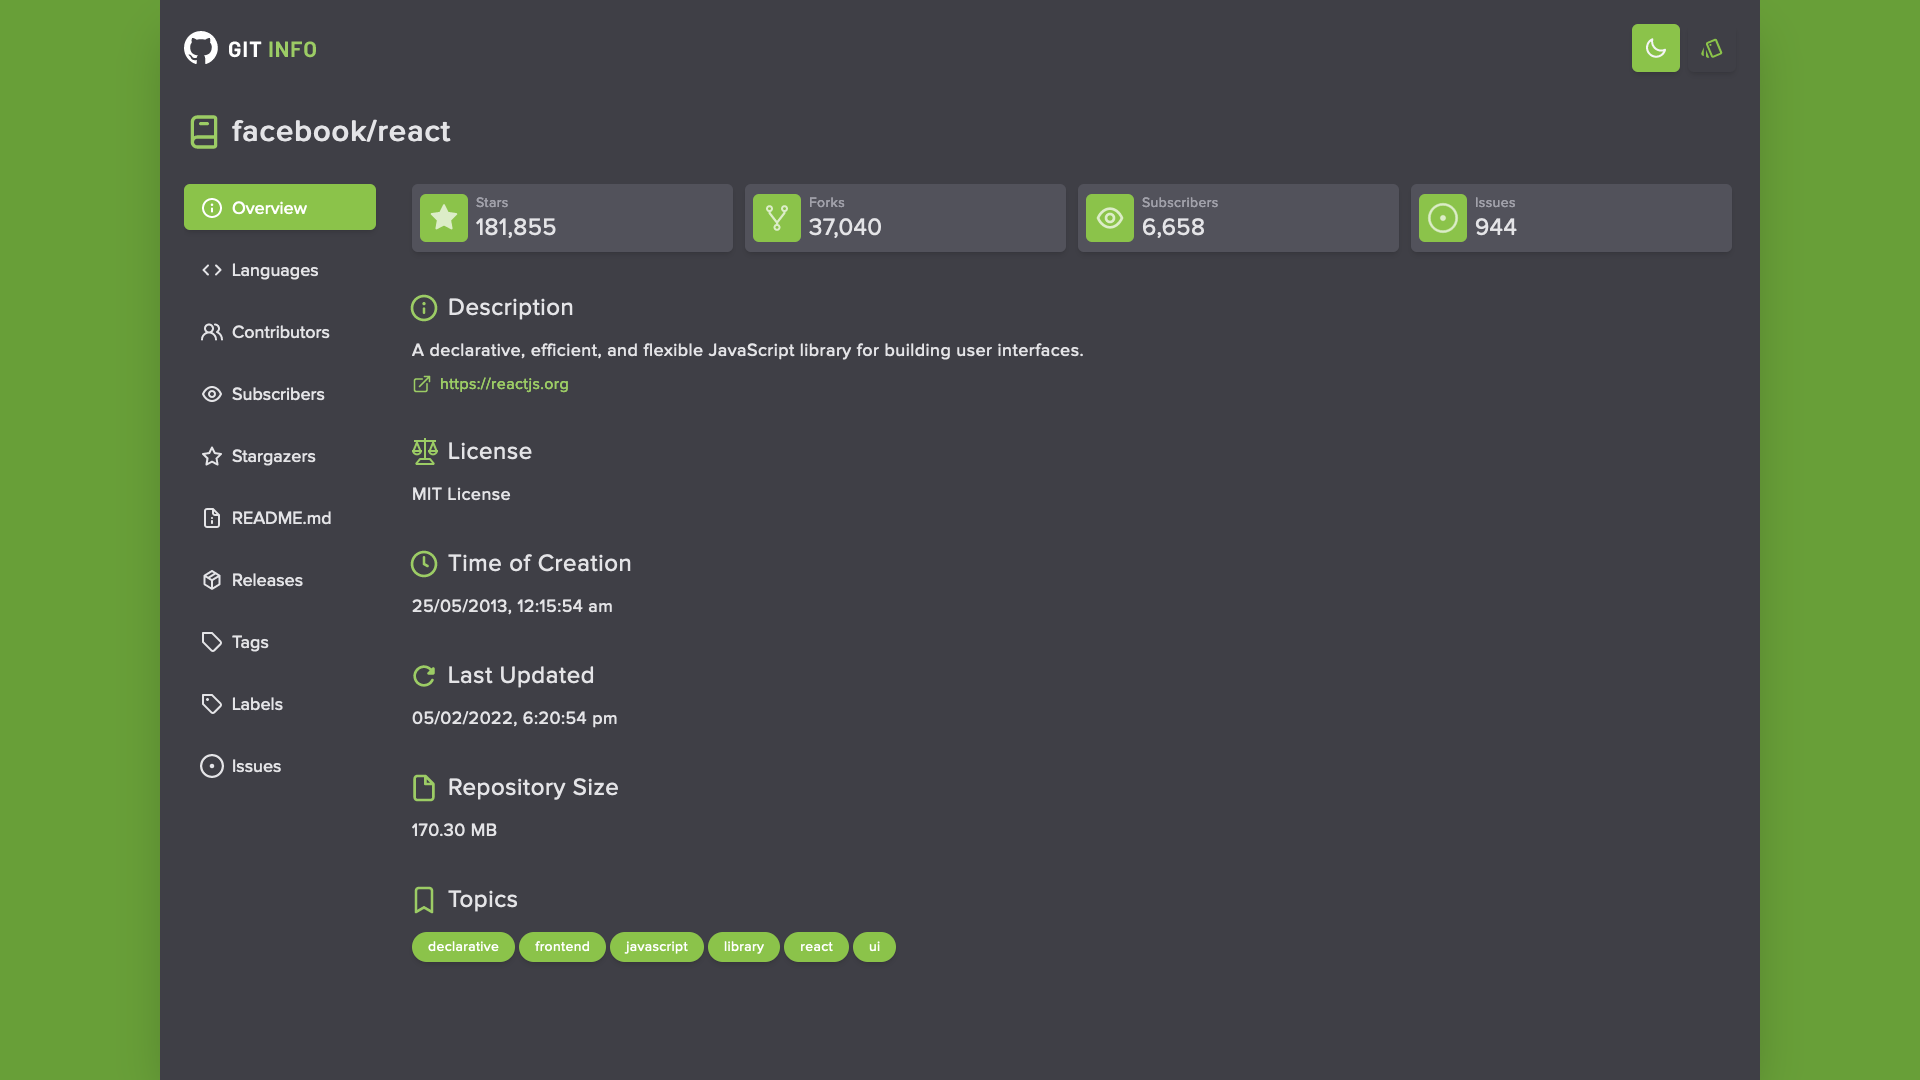 GIT INFO
facebook/react
Overview
Languages
Contributors
Subscribers
Stargazers
README.md
Releases
Tags
Labels
Issues
Stars
181,855
Forks
37,040
Subscribers
6,658
Issues
944
Description
A declarative, efficient, and flexible JavaScript library for building user interfaces.
https://reactjs.org
License
MIT License
Time of Creation
25/05/2013, 12:15:54 am
Last Updated
05/02/2022, 6:20:54 pm
Repository Size
170.30 MB
Topics
declarative frontend javascript library react ui